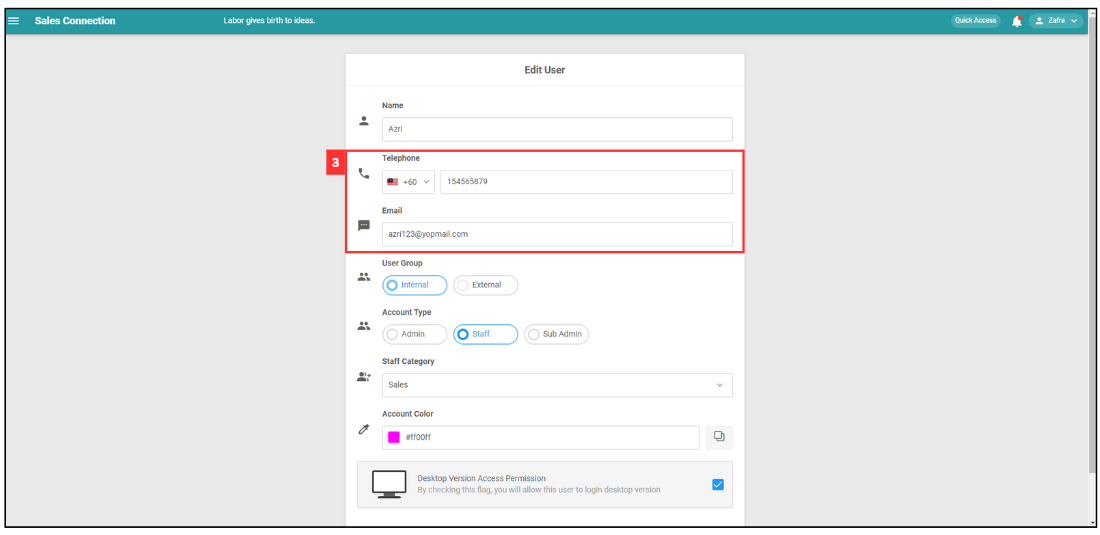 Sales Connection
Labor gives birth to ideas.
Quick Access
Zafra
Edit User
Name
Azri
3
Telephone
+60
154565879
Email
azri123@yopmail.com
User Group
Internal
External
Account Type
Admin
Staff
Sub Admin
Staff Category
Sales
Account Color
#ff00ff
Desktop Version Access Permission
By checking this flag, you will allow this user to login desktop version